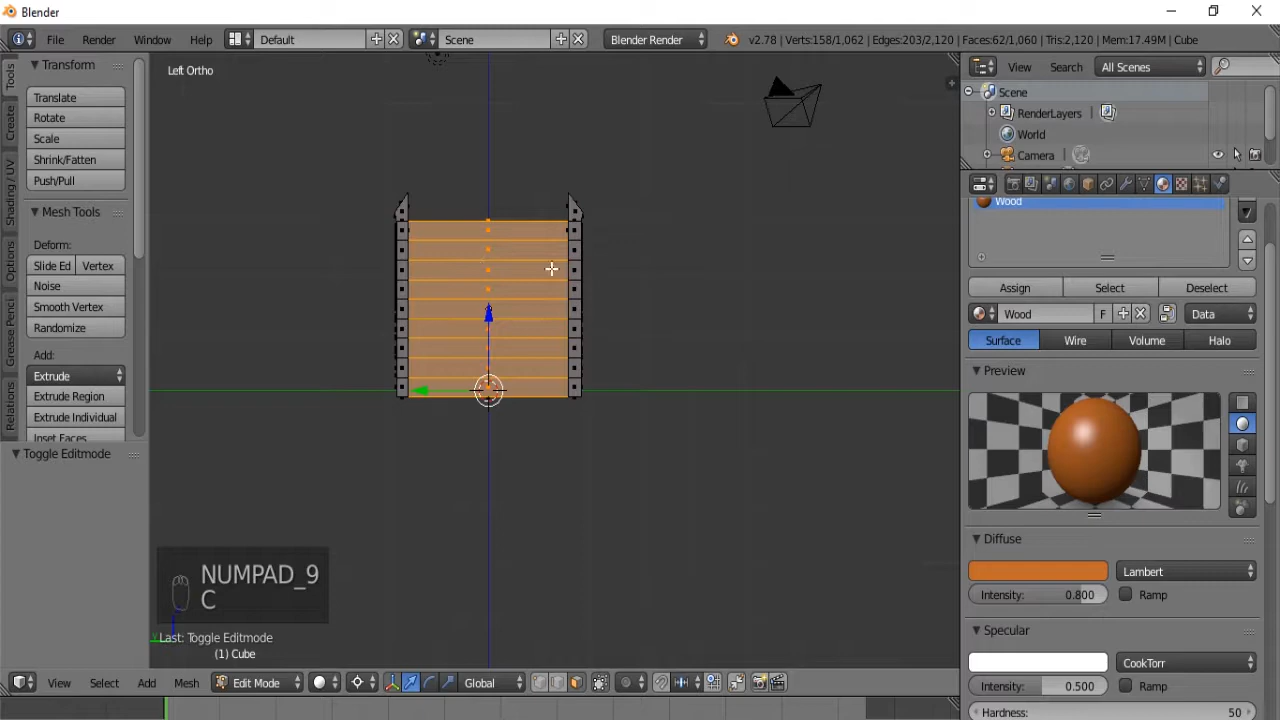 Blender
File Render Window Help Default Scene Blender Render v2.78 | Verts:158/1,062 | Edges:203/2,120 | Faces:62/1,060 | Tris:2,120 | Mem:17.49M | Cube
Tools
Create
Shading / UV
Options
Grease Pencil
Relations
Transform
Translate
Rotate
Scale
Shrink/Fatten
Push/Pull
Mesh Tools
Deform:
Slide Ed Vertex
Noise
Smooth Vertex
Randomize
Add:
Extrude
Extrude Region
Extrude Individual
Inset Faces
Toggle Editmode
Left Ortho
NUMPAD_9
C
Last: Toggle Editmode
(1) Cube
View Select Add Mesh Edit Mode Global
View Search All Scenes
Scene
RenderLayers
World
Camera
Wood
Assign Select Deselect
Wood F Data
Surface Wire Volume Halo
Preview
Diffuse
Lambert
Intensity: 0.800 Ramp
Specular
CookTorr
Intensity: 0.500 Ramp
Hardness: 50